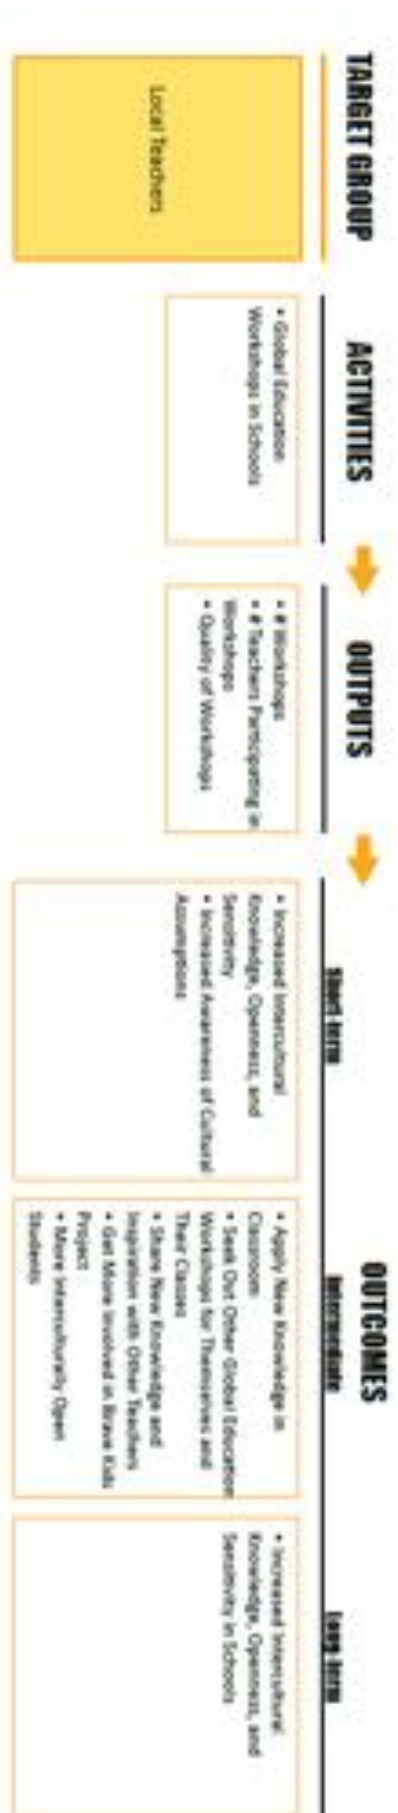 TARGET GROUP
Local Teachers
ACTIVITIES
• Global Education
Workshops in Schools
OUTPUTS
• # Workshops
• # Teachers Participating in
Workshops
• Quality of Workshops
OUTCOMES
Short-term
• Increased Intercultural
Knowledge, Openness, and
Sensitivity
• Increased Awareness of Cultural
Assumptions
Intermediate
• Apply New Knowledge in
Classroom
• Seek Out Other Global Education
Workshops for Themselves and
Their Classes
• Share New Knowledge and
Inspiration with Other Teachers
• Get More Involved in Brave Kids
Project
• More Interculturally Open
Students
Long-term
• Increased Intercultural
Knowledge, Openness, and
Sensitivity in Schools